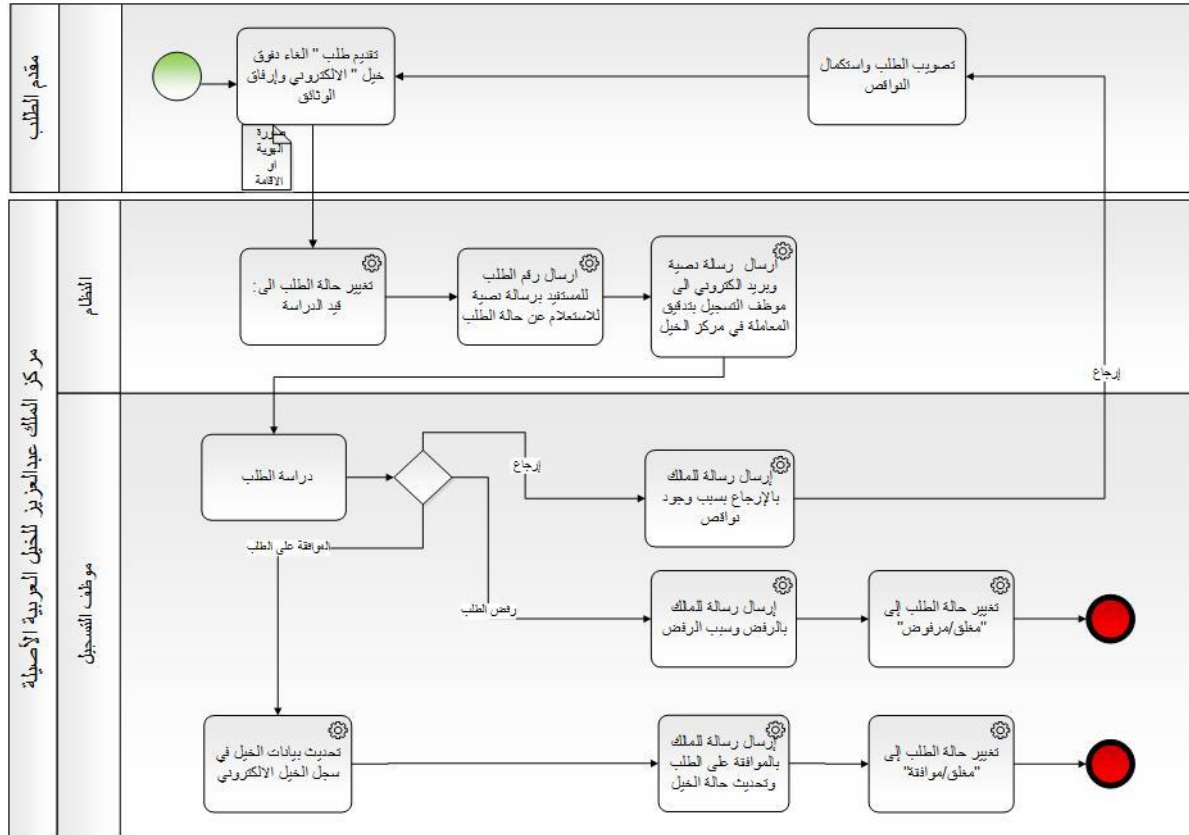 مقدم الطلب
تقديم طلب " الغاء نفوق
خيل " الالكتروني وإرفاق
الوثائق
صورة
الهوية
او
الاقامة
تصويب الطلب واستكمال
النواقص
مركز الملك عبدالعزيز للخيل العربية الأصيلة
النظام
تغيير حالة الطلب الى:
قيد الدراسة
ارسال رقم الطلب
للمستفيد برسالة نصية
للاستعلام عن حالة الطلب
أرسال رسالة نصية
وبريد الكتروني الى
موظف التسجيل بتدقيق
المعاملة في مركز الخيل
إرجاع
موظف التسجيل
دراسة الطلب
إرجاع
إرسال رسالة للملك
بالإرجاع بسبب وجود
نواقص
الموافقة على الطلب
رفض الطلب
إرسال رسالة للملك
بالرفض وسبب الرفض
تغيير حالة الطلب إلى
"مغلق/مرفوض"
تحديث بيانات الخيل في
سجل الخيل الالكتروني
إرسال رسالة للملك
بالموافقة على الطلب
وتحديث حالة الخيل
تغيير حالة الطلب إلى
"مغلق/موافقة"